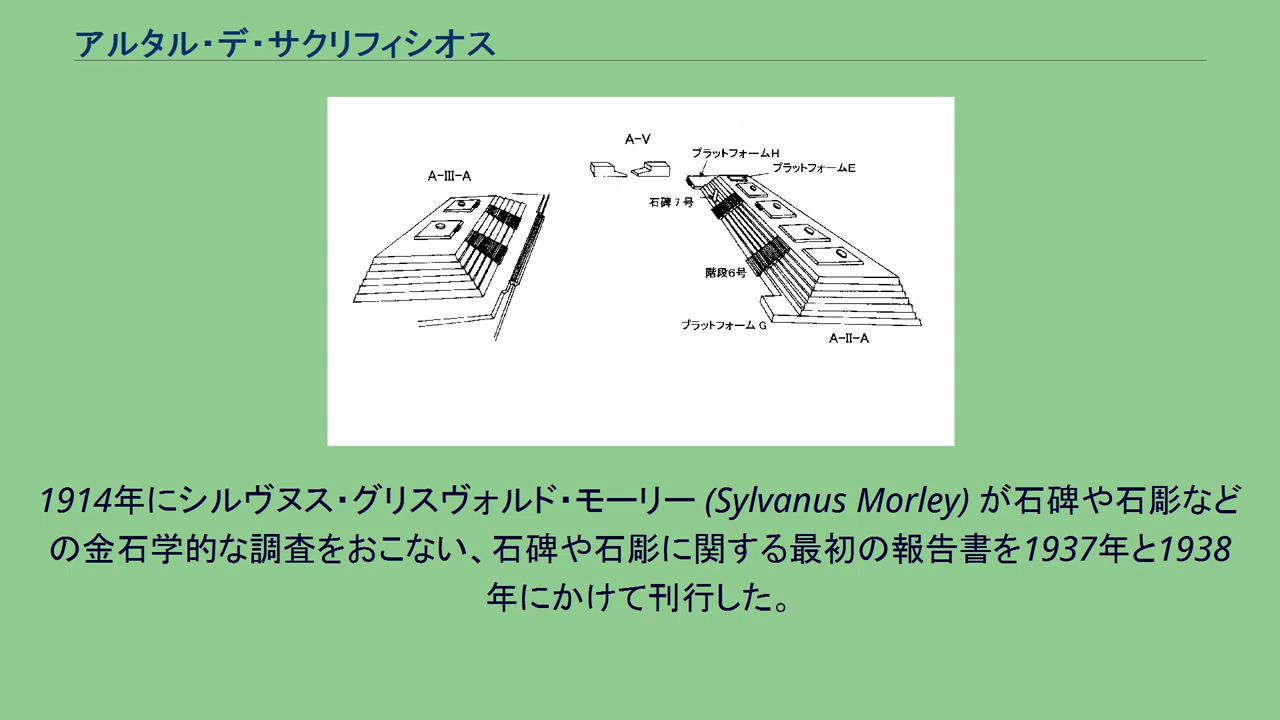 アルタル・デ・サクリフィシオス
A-V
プラットフォームH
プラットフォームE
A-III-A
石碑7号
階段6号
プラットフォームG
A-II-A
1914年にシルヴヌス・グリスヴォルド・モーリー (Sylvanus Morley) が石碑や石彫など
の金石学的な調査をおこない、石碑や石彫に関する最初の報告書を1937年と1938
年にかけて刊行した。